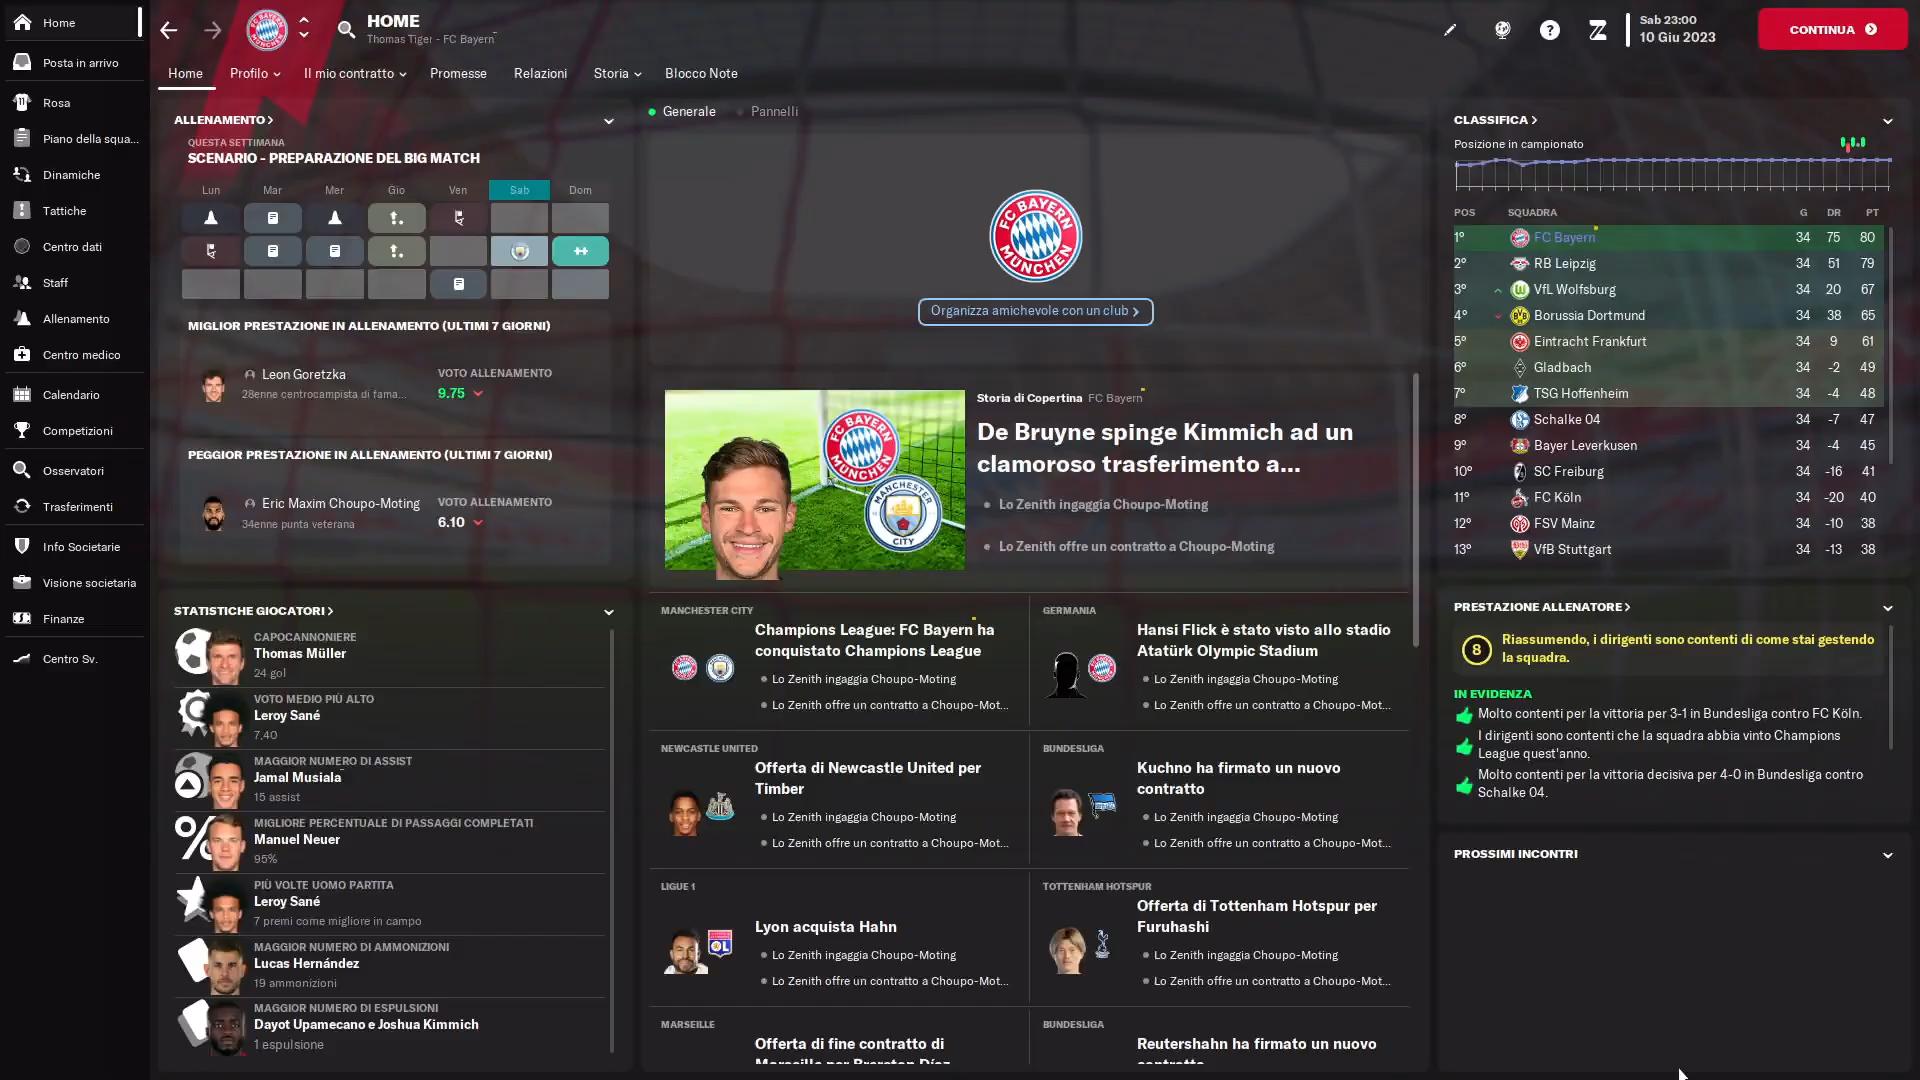 Home
Posta in arrivo
Rosa
Piano della squa...
Dinamiche
Tattiche
Centro dati
Staff
Allenamento
Centro medico
Calendario
Competizioni
Osservatori
Trasferimenti
Info Societarie
Visione societaria
Finanze
Centro Sv.
HOME
Thomas Tiger - FC Bayern
Sab 23:00
10 Giu 2023
CONTINUA
Home
Profilo
Il mio contratto
Promesse
Relazioni
Storia
Blocco Note
ALLENAMENTO
QUESTA SETTIMANA
SCENARIO - PREPARAZIONE DEL BIG MATCH
Lun Mar Mer Gio Ven Sab Dom
MIGLIOR PRESTAZIONE IN ALLENAMENTO (ULTIMI 7 GIORNI)
Leon Goretzka
28enne centrocampista di fama...
VOTO ALLENAMENTO
9.75
PEGGIOR PRESTAZIONE IN ALLENAMENTO (ULTIMI 7 GIORNI)
Eric Maxim Choupo-Moting
34enne punta veterana
VOTO ALLENAMENTO
6.10
STATISTICHE GIOCATORI
CAPOCANNONIERE
Thomas Müller
24 gol
VOTO MEDIO PIÙ ALTO
Leroy Sané
7,40
MAGGIOR NUMERO DI ASSIST
Jamal Musiala
15 assist
MIGLIORE PERCENTUALE DI PASSAGGI COMPLETATI
Manuel Neuer
95%
PIÙ VOLTE UOMO PARTITA
Leroy Sané
7 premi come migliore in campo
MAGGIOR NUMERO DI AMMONIZIONI
Lucas Hernández
19 ammonizioni
MAGGIOR NUMERO DI ESPULSIONI
Dayot Upamecano e Joshua Kimmich
1 espulsione
Generale
Pannelli
FC BAYERN MÜNCHEN
Organizza amichevole con un club
FC BAYERN MÜNCHEN
MANCHESTER CITY
Storia di Copertina FC Bayern
De Bruyne spinge Kimmich ad un
clamoroso trasferimento a...
Lo Zenith ingaggia Choupo-Moting
Lo Zenith offre un contratto a Choupo-Moting
MANCHESTER CITY
Champions League: FC Bayern ha
conquistato Champions League
Lo Zenith ingaggia Choupo-Moting
Lo Zenith offre un contratto a Choupo-Mot...
GERMANIA
Hansi Flick è stato visto allo stadio
Atatürk Olympic Stadium
Lo Zenith ingaggia Choupo-Moting
Lo Zenith offre un contratto a Choupo-Mot...
NEWCASTLE UNITED
Offerta di Newcastle United per
Timber
Lo Zenith ingaggia Choupo-Moting
Lo Zenith offre un contratto a Choupo-Mot...
BUNDESLIGA
Kuchno ha firmato un nuovo
contratto
Lo Zenith ingaggia Choupo-Moting
Lo Zenith offre un contratto a Choupo-Mot...
LIGUE 1
Lyon acquista Hahn
Lo Zenith ingaggia Choupo-Moting
Lo Zenith offre un contratto a Choupo-Mot...
TOTTENHAM HOTSPUR
Offerta di Tottenham Hotspur per
Furuhashi
Lo Zenith ingaggia Choupo-Moting
Lo Zenith offre un contratto a Choupo-Mot...
MARSEILLE
Offerta di fine contratto di
BUNDESLIGA
Reutershahn ha firmato un nuovo
contratto
CLASSIFICA
Posizione in campionato
POS SQUADRA G DR PT
1º FC Bayern 34 75 80
2º RB Leipzig 34 51 79
3º VfL Wolfsburg 34 20 67
4º Borussia Dortmund 34 38 65
5º Eintracht Frankfurt 34 9 61
6º Gladbach 34 -2 49
7º TSG Hoffenheim 34 -4 48
8º Schalke 04 34 -7 47
9º Bayer Leverkusen 34 -4 45
10º SC Freiburg 34 -16 41
11º FC Köln 34 -20 40
12º FSV Mainz 34 -10 38
13º VfB Stuttgart 34 -13 38
PRESTAZIONE ALLENATORE
8
Riassumendo, i dirigenti sono contenti di come stai gestendo
la squadra.
IN EVIDENZA
Molto contenti per la vittoria per 3-1 in Bundesliga contro FC Köln.
I dirigenti sono contenti che la squadra abbia vinto Champions
League quest'anno.
Molto contenti per la vittoria decisiva per 4-0 in Bundesliga contro
Schalke 04.
PROSSIMI INCONTRI